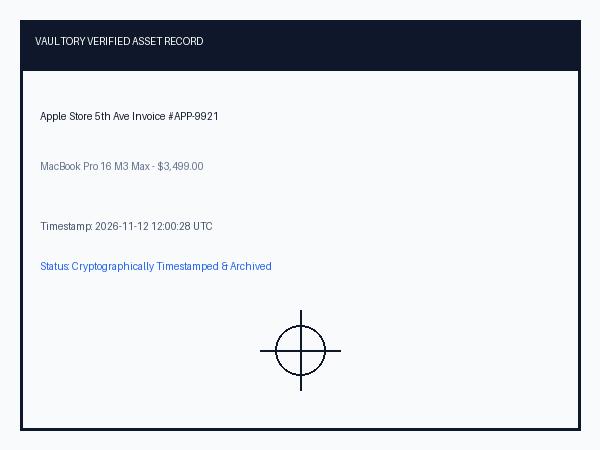 VAULTORY VERIFIED ASSET RECORD
Apple Store 5th Ave Invoice #APP-9921
MacBook Pro 16 M3 Max - $3,499.00
Timestamp: 2026-11-12 12:00:28 UTC
Status: Cryptographically Timestamped & Archived